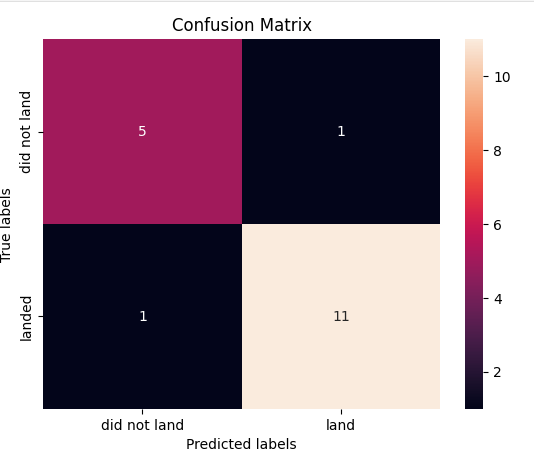 Confusion Matrix
did not land
5
1
10
8
6
4
2
True labels
landed
1
11
did not land
land
Predicted labels